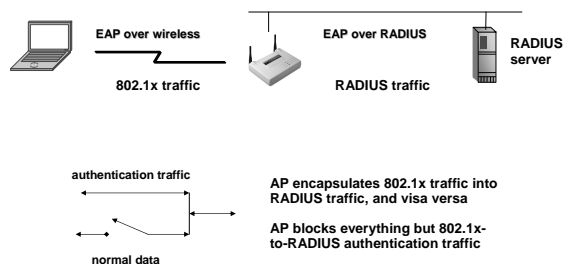 EAP over wireless
EAP over RADIUS
RADIUS
server
802.1x traffic
RADIUS traffic
authentication traffic
normal data
AP encapsulates 802.1x traffic into
RADIUS traffic, and visa versa
AP blocks everything but 802.1x-
to-RADIUS authentication traffic